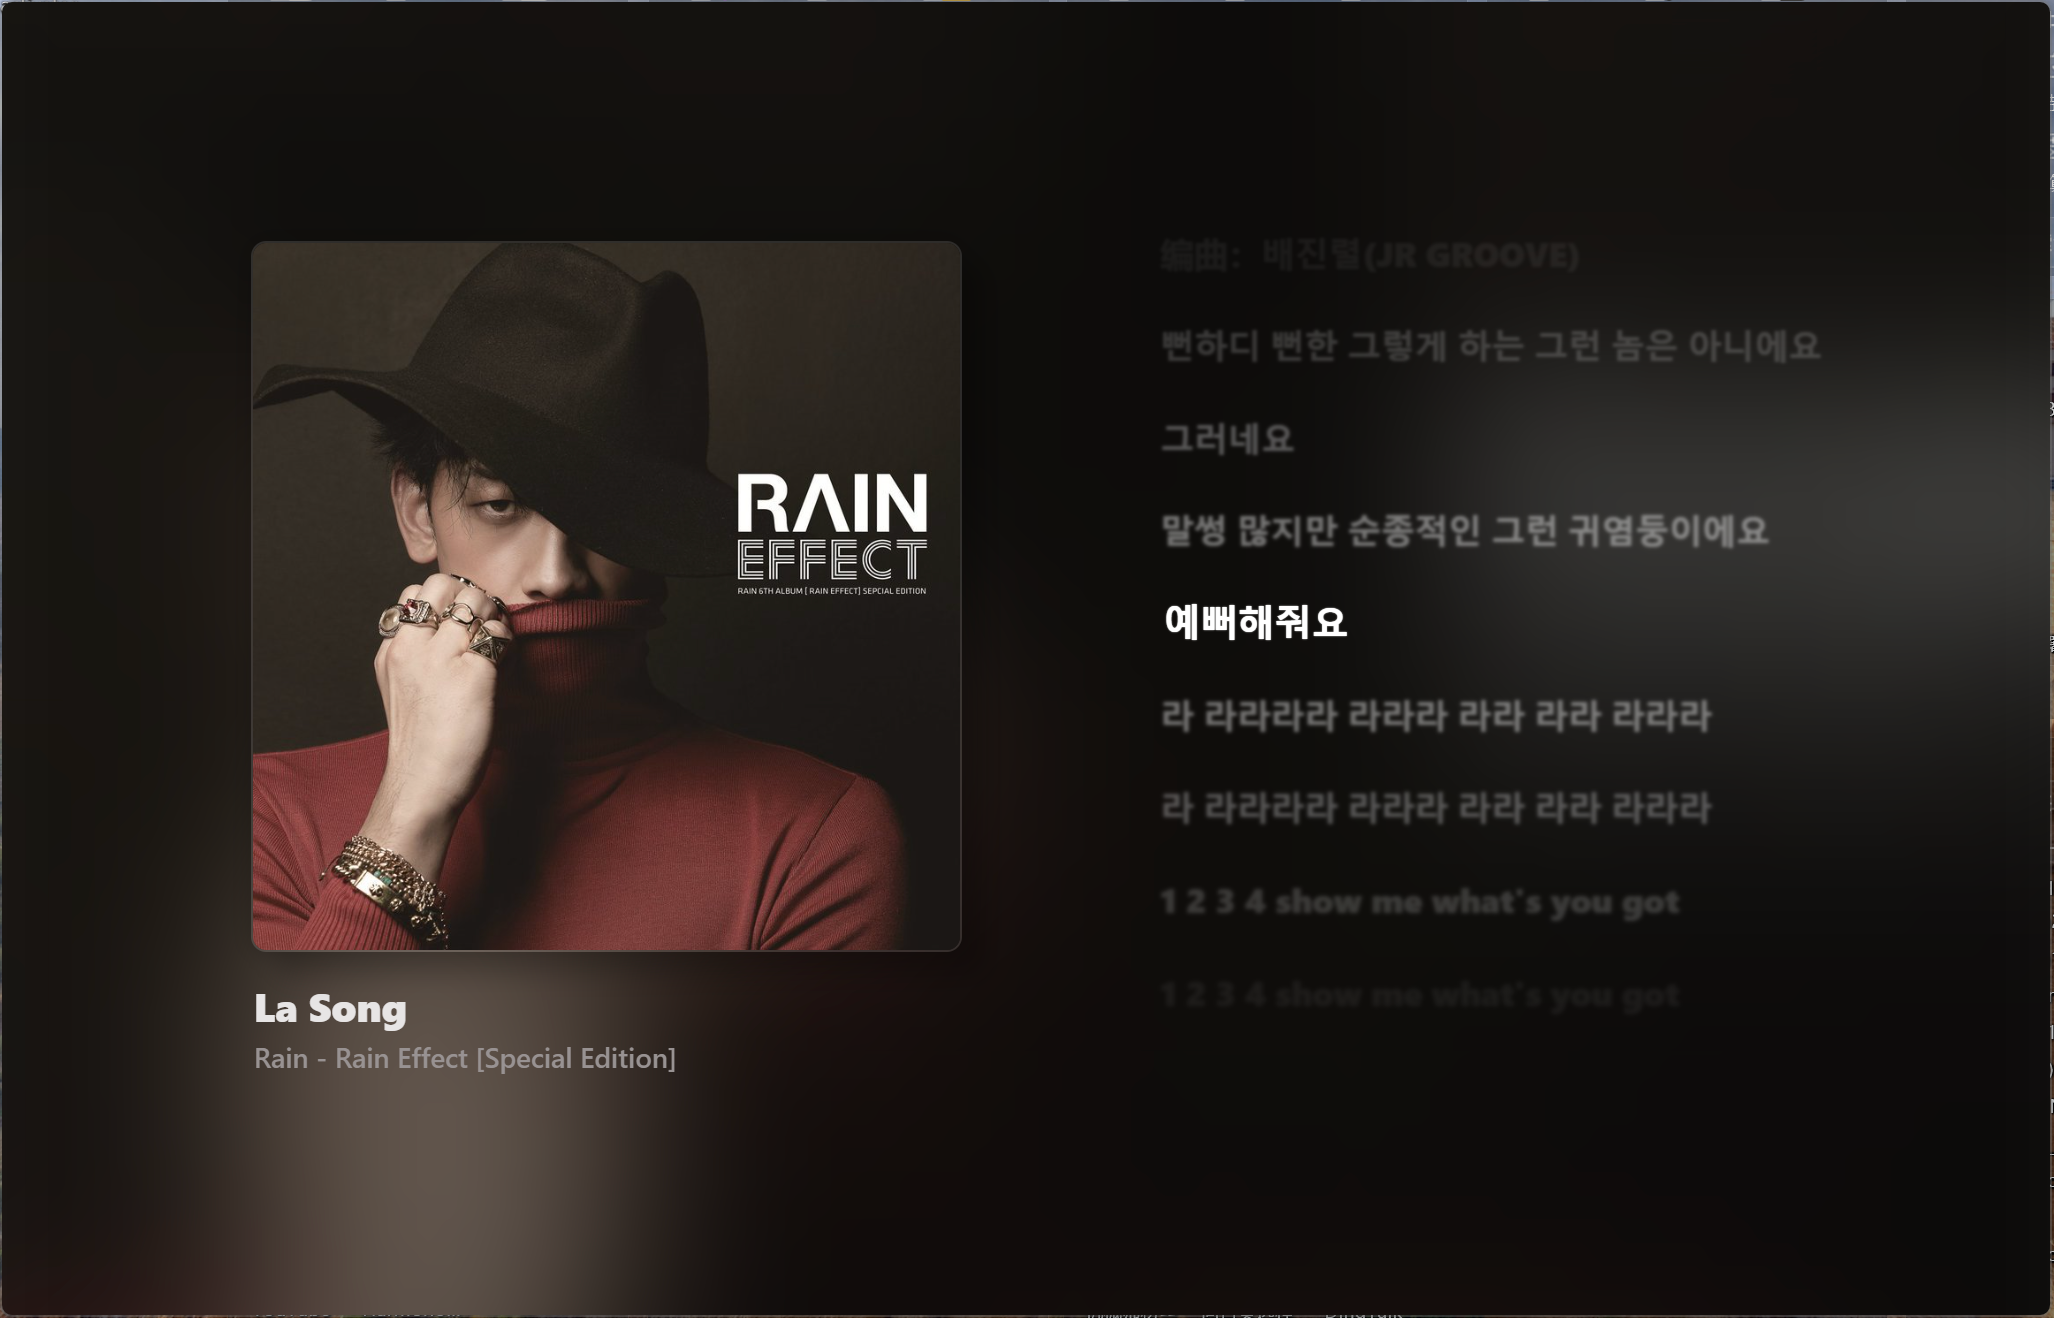 RAIN
EFFECT
RAIN 6TH ALBUM [ RAIN EFFECT] SEPCIAL EDITION
La Song
Rain - Rain Effect [Special Edition]
编曲：배진렬(JR GROOVE)
뻔하디 뻔한 그렇게 하는 그런 놈은 아니에요
그러네요
말썽 많지만 순종적인 그런 귀염둥이에요
예뻐해줘요
라 라라라라 라라라 라라 라라 라라라
라 라라라라 라라라 라라 라라 라라라
1 2 3 4 show me what's you got
1 2 3 4 show me what's you got